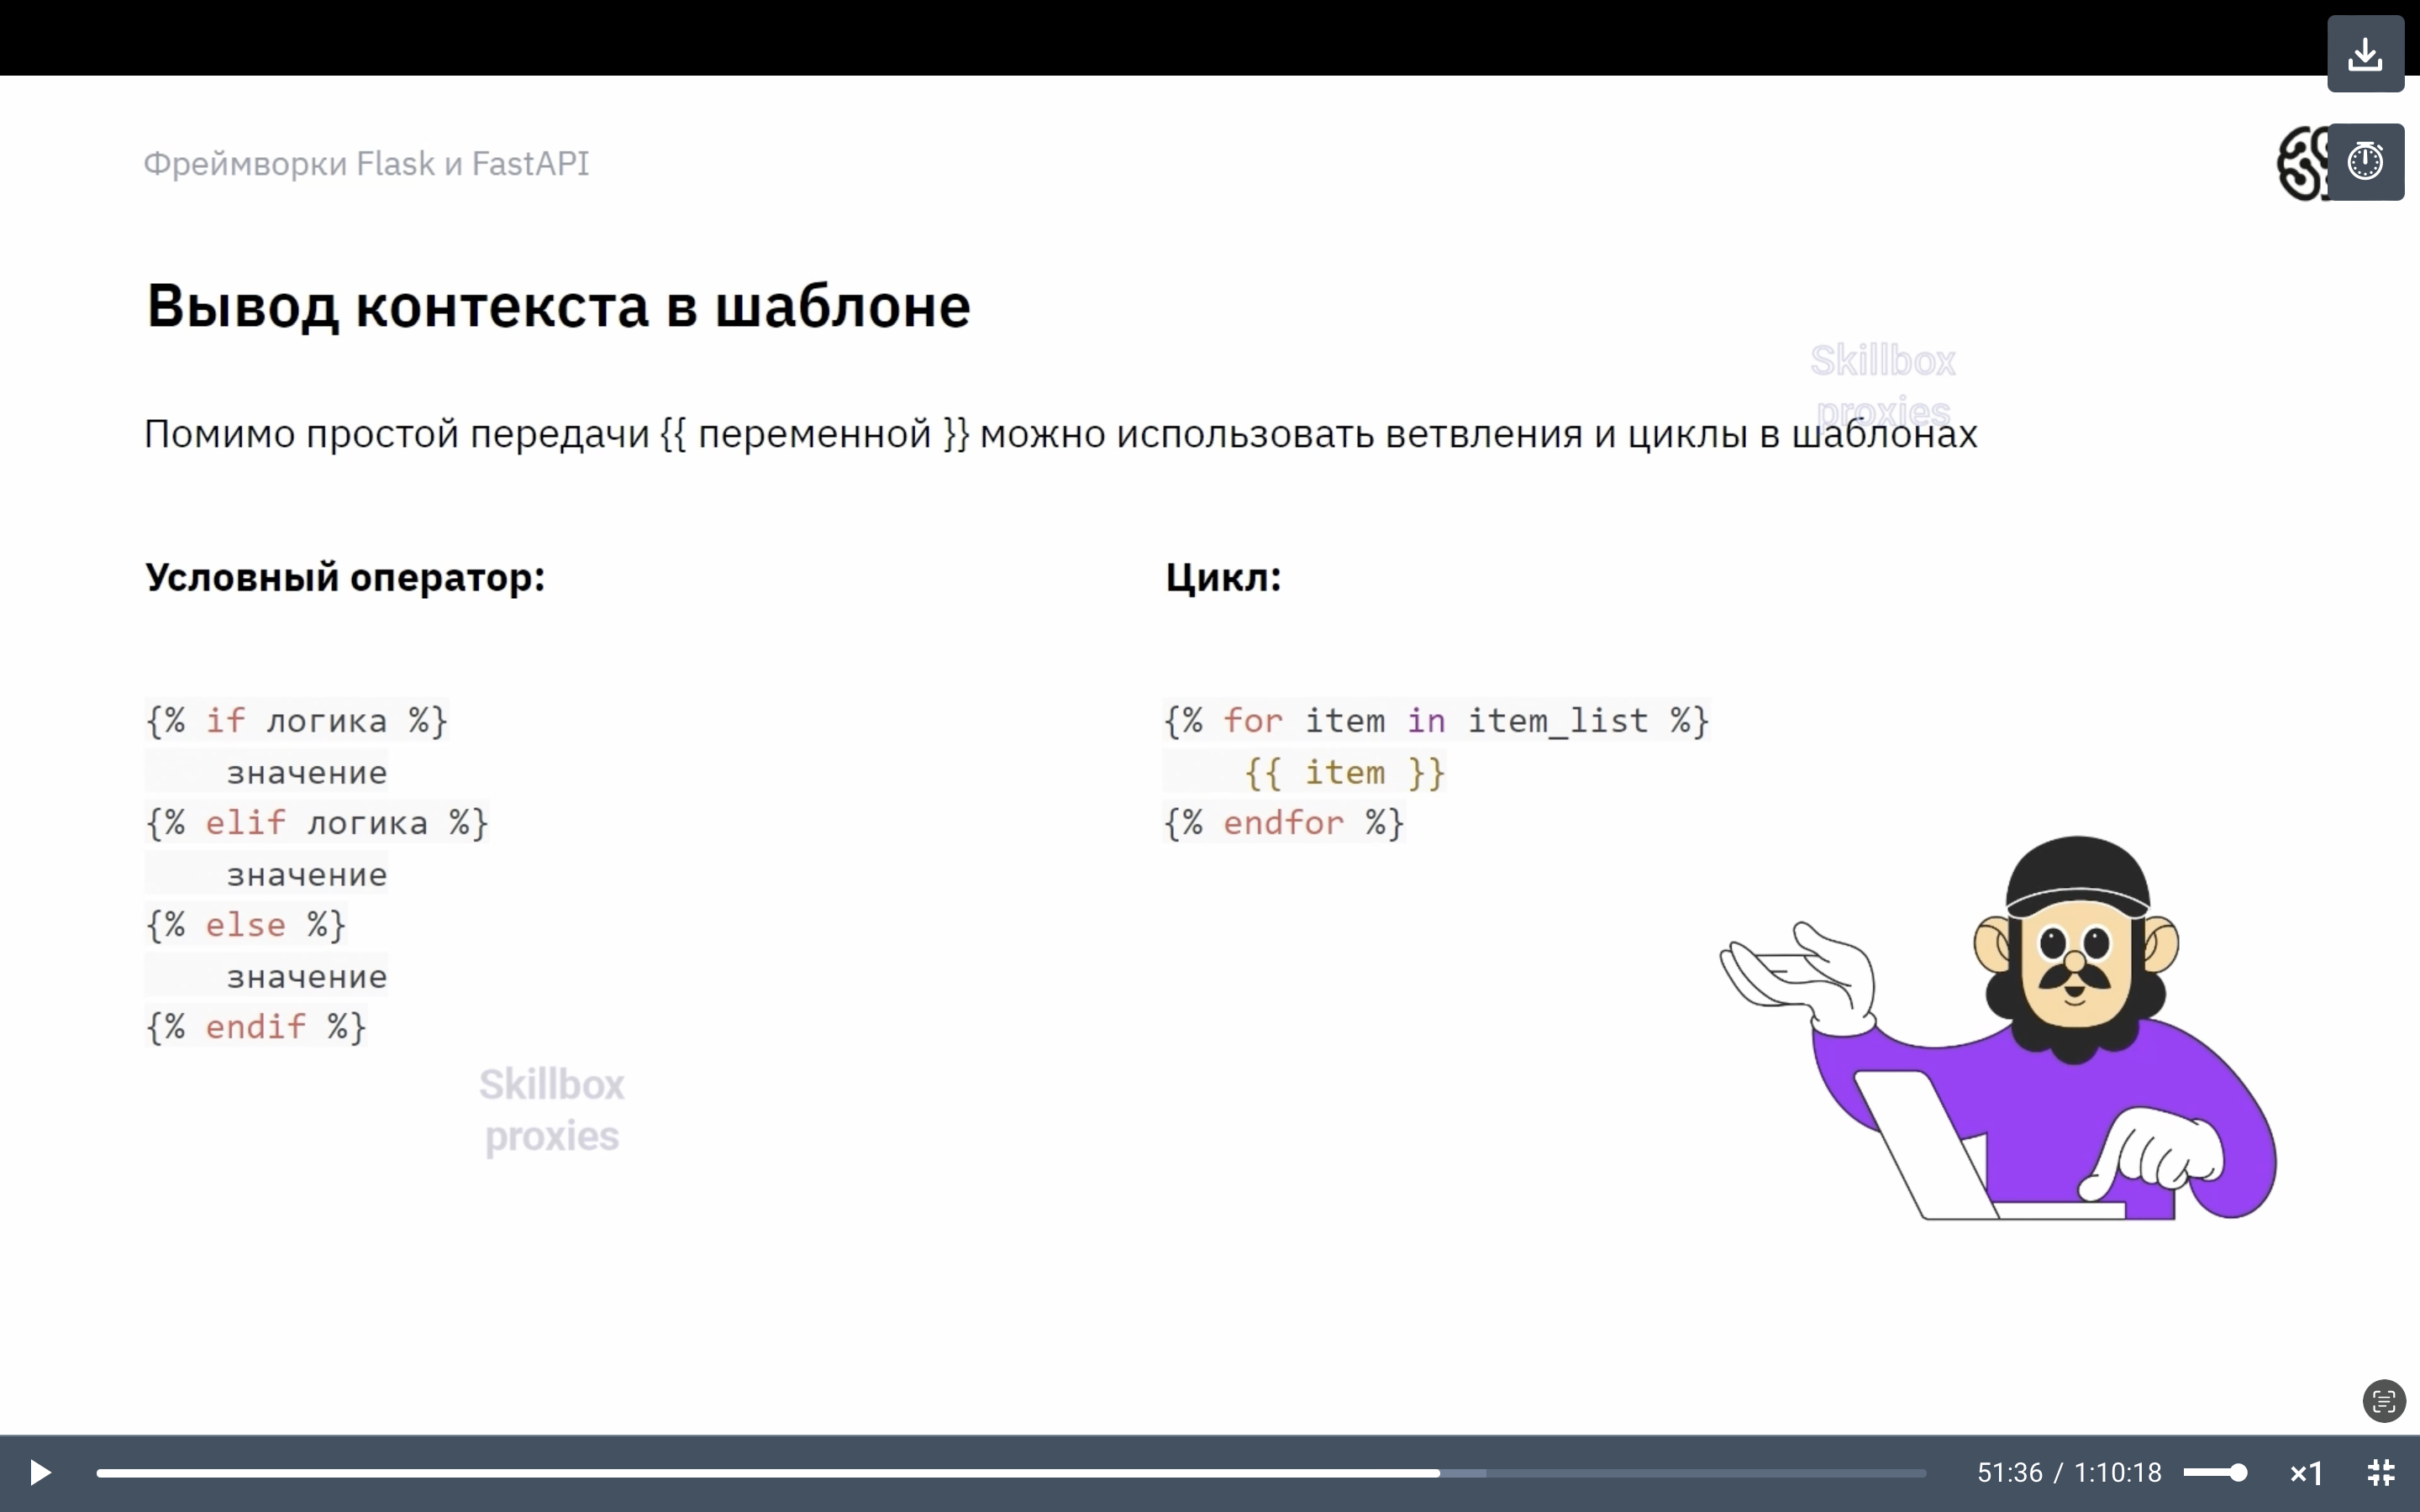 Фреймворки Flask и FastAPI
Вывод контекста в шаблоне
Skillbox
proxies
Помимо простой передачи {{ переменной }} можно использовать ветвления и циклы в шаблонах
Условный оператор:
{% if логика %}
    значение
{% elif логика %}
    значение
{% else %}
    значение
{% endif %}
Цикл:
{% for item in item_list %}
    {{ item }}
{% endfor %}
Skillbox
proxies
51:36 / 1:10:18
×1